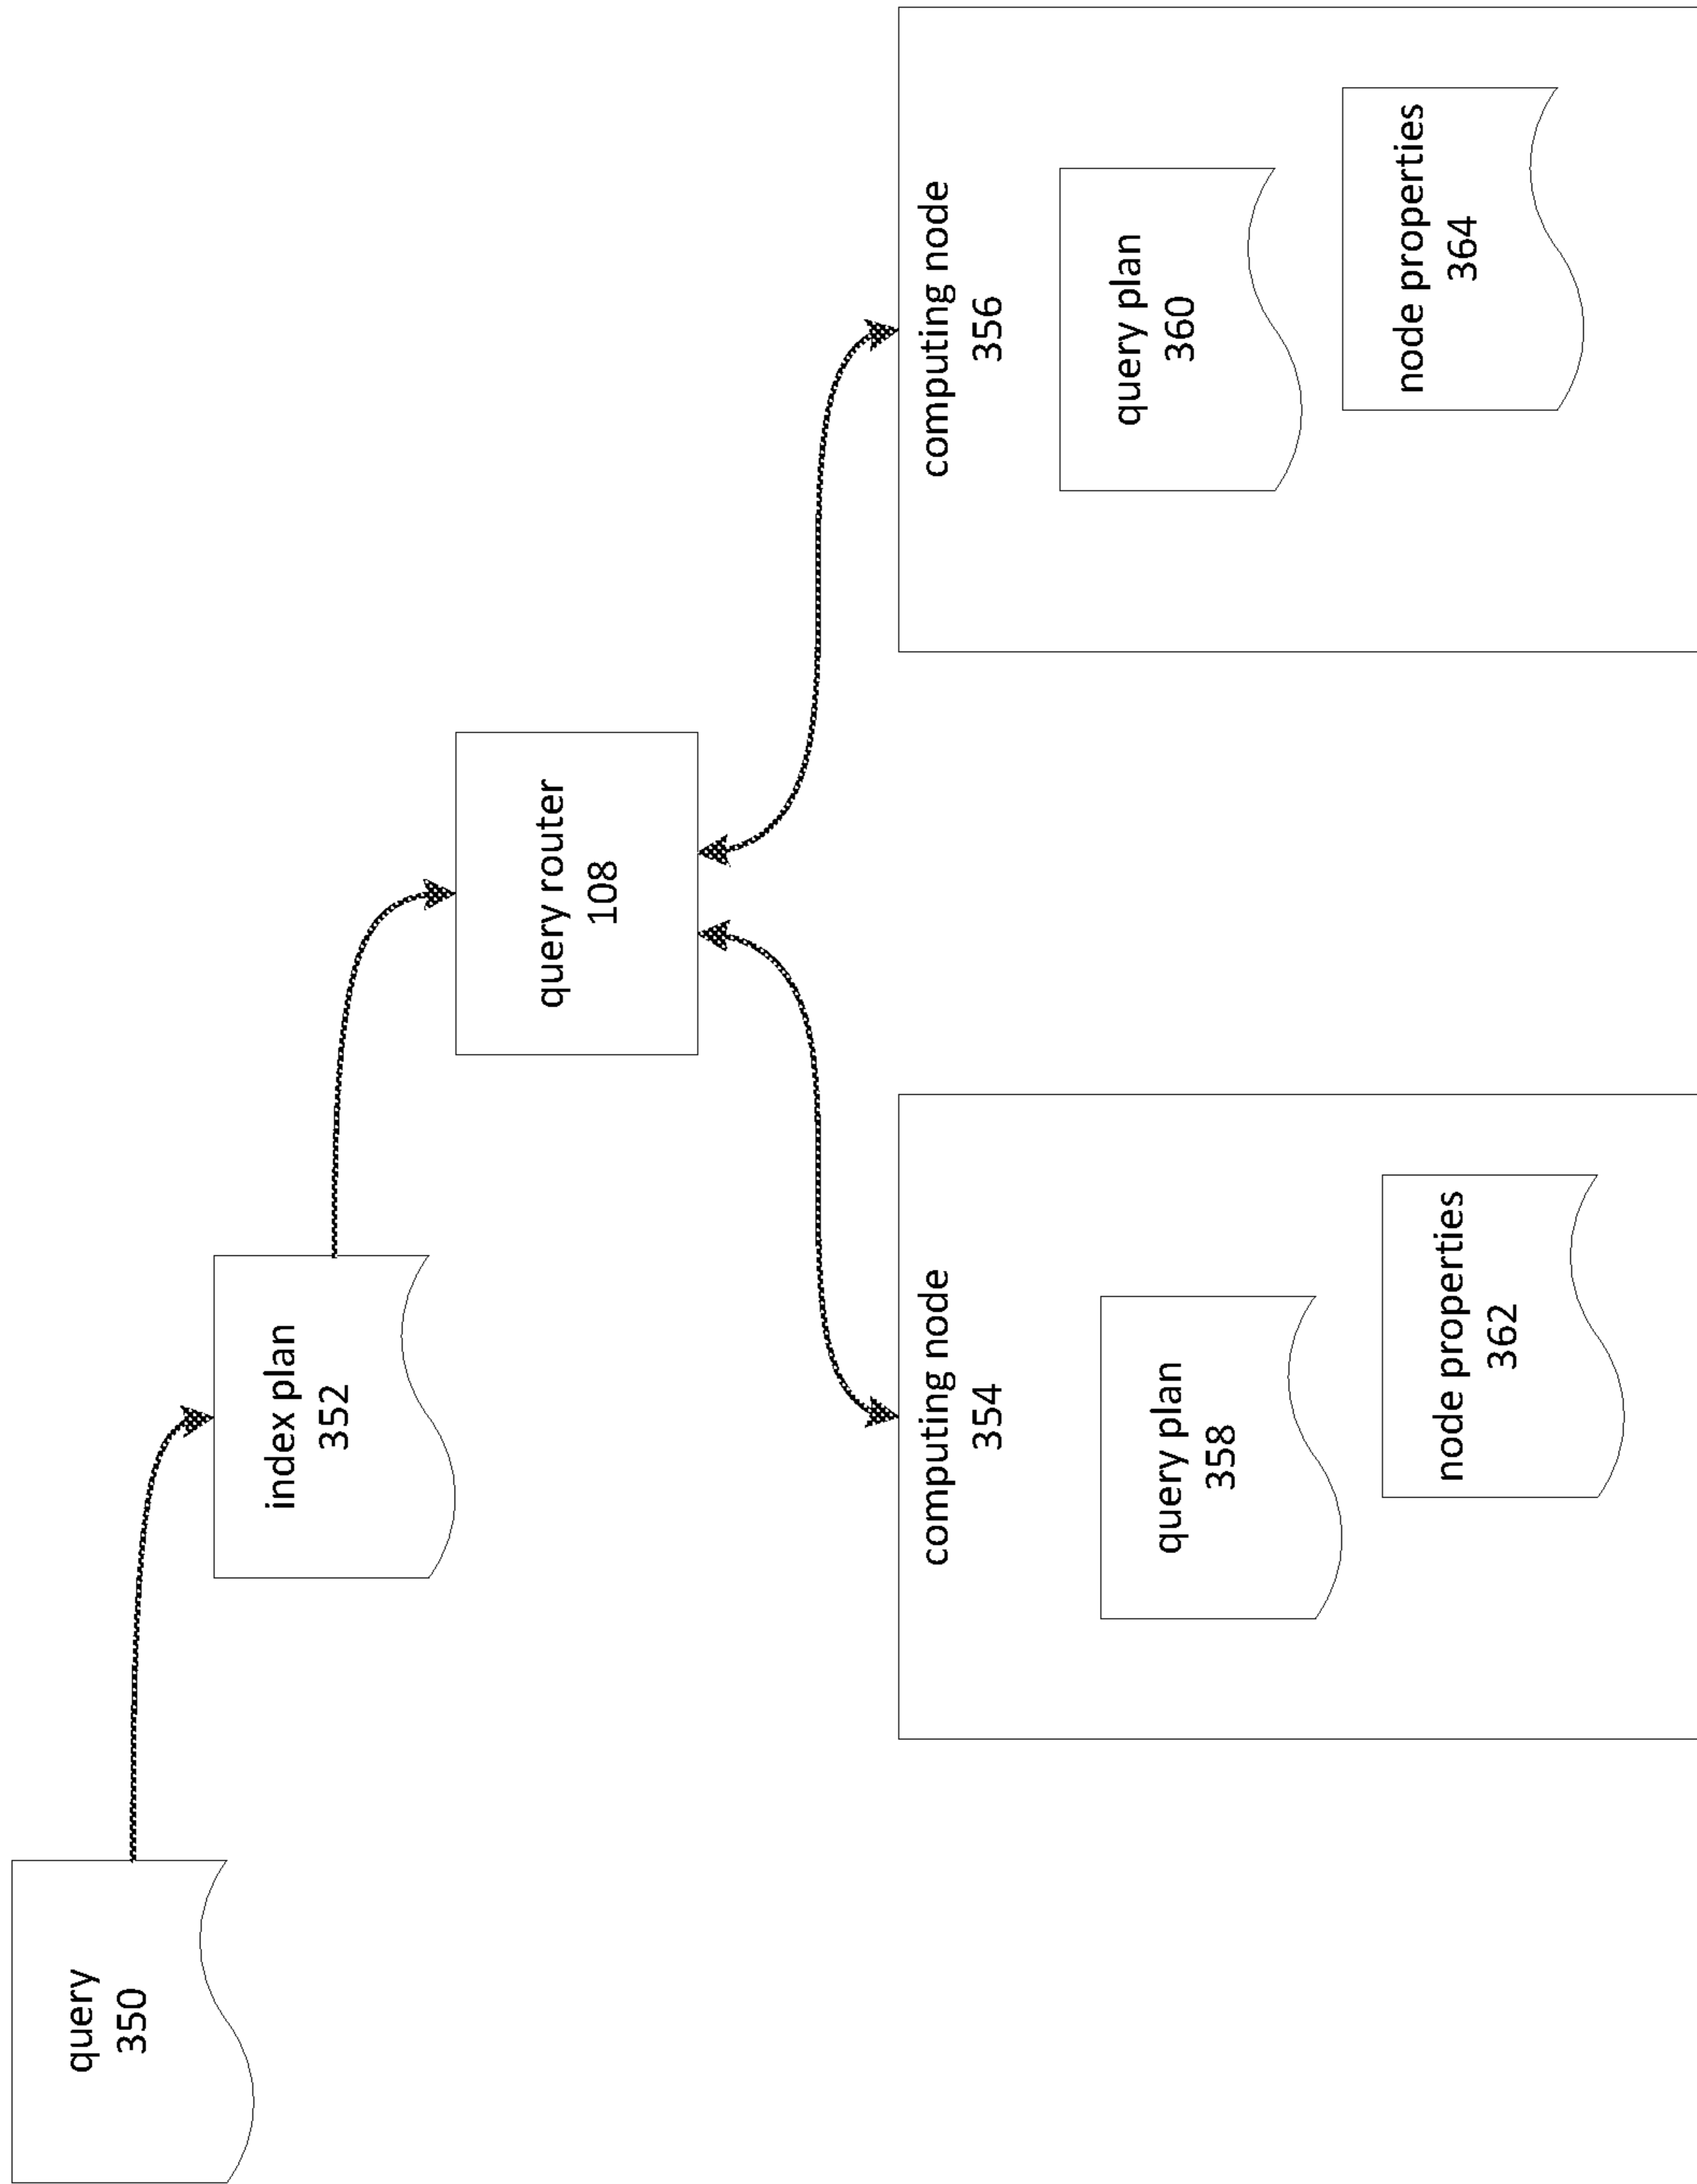 query
350
index plan
352
query router
108
computing node
354
query plan
358
node properties
362
computing node
356
query plan
360
node properties
364